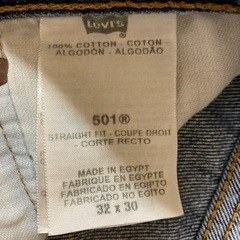 Levi's
100% COTTON - COTON
ALGODÓN - ALGODÃO
501®
STRAIGHT FIT - COUPE DROIT
- CORTE RECTO
MADE IN EGYPT
FABRIQUE EN EGYPTE
FABRICADO EN EGIPTO
FABRICADO NO EGITO
32 x 30